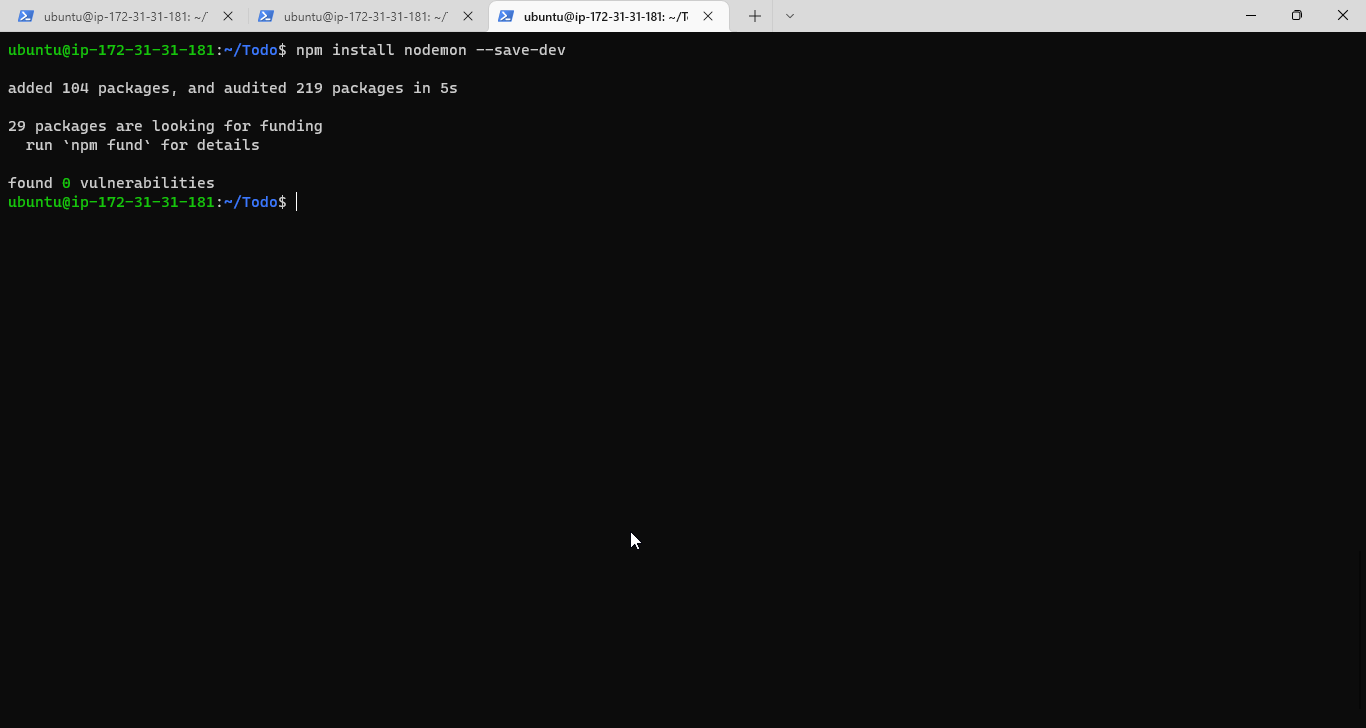 ubuntu@ip-172-31-31-181: ~/
ubuntu@ip-172-31-31-181: ~/
ubuntu@ip-172-31-31-181: ~/T
ubuntu@ip-172-31-31-181:~/Todo$ npm install nodemon --save-dev
added 104 packages, and audited 219 packages in 5s
29 packages are looking for funding
run `npm fund` for details
found 0 vulnerabilities
ubuntu@ip-172-31-31-181:~/Todo$